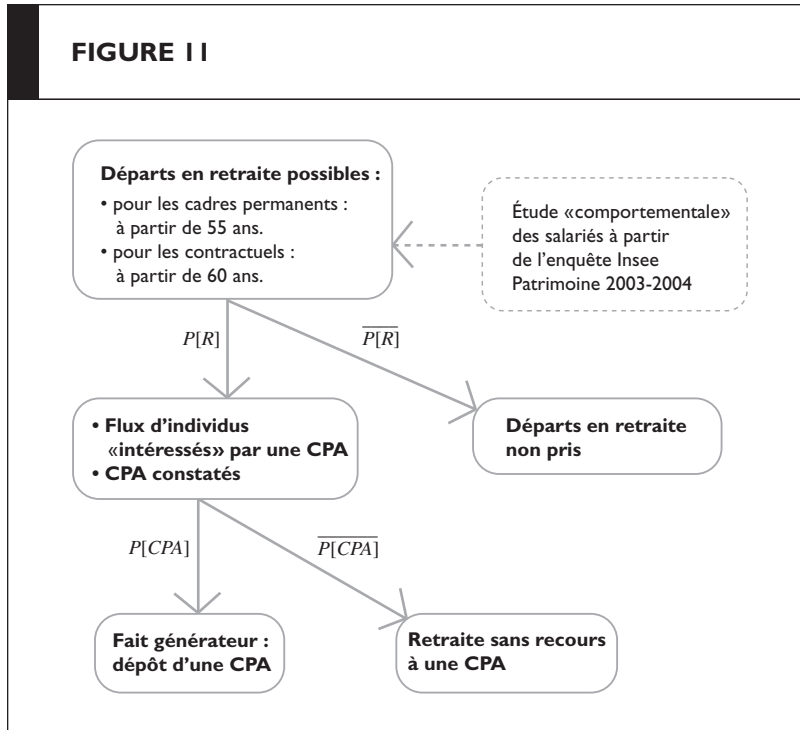 FIGURE 11
Départs en retraite possibles :
• pour les cadres permanents :
à partir de 55 ans.
• pour les contractuels :
à partir de 60 ans.
Étude «comportementale»
des salariés à partir
de l'enquête Insee
Patrimoine 2003-2004
P[R]
\overline{P[R]}
• Flux d'individus
«intéressés» par une CPA
• CPA constatés
Départs en retraite
non pris
P[CPA]
\overline{P[CPA]}
Fait générateur :
dépôt d'une CPA
Retraite sans recours
à une CPA